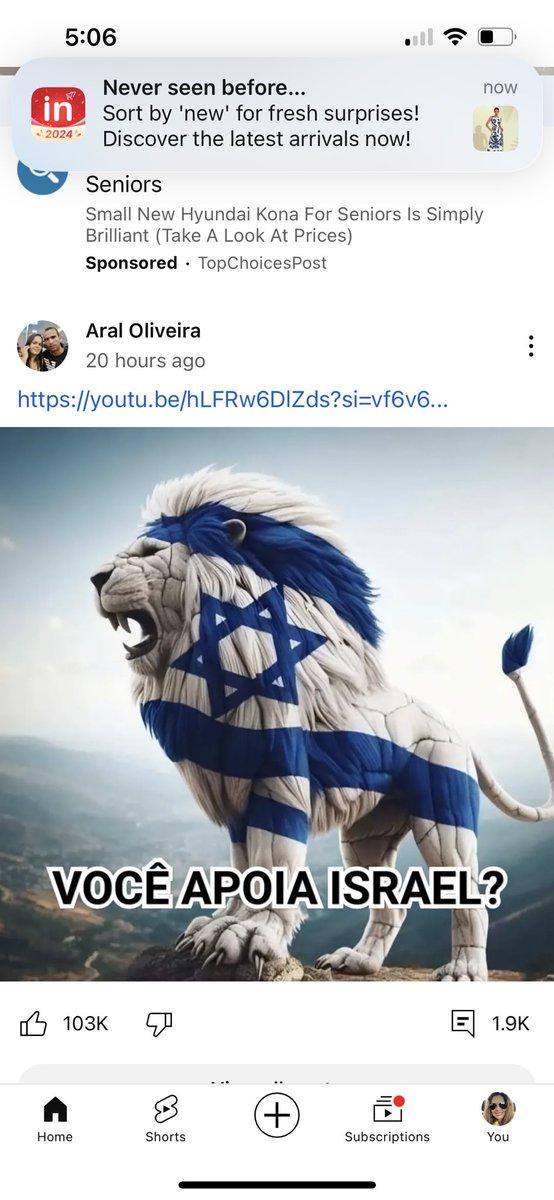 5:06
Never seen before...
now
Sort by 'new' for fresh surprises!
Discover the latest arrivals now!
in
2024
Seniors
Small New Hyundai Kona For Seniors Is Simply
Brilliant (Take A Look At Prices)
Sponsored · TopChoicesPost
Aral Oliveira
20 hours ago
https://youtu.be/hLFRw6DlZds?si=vf6v6...
VOCÊ APOIA ISRAEL?
103K
1.9K
Home
Shorts
Subscriptions
You